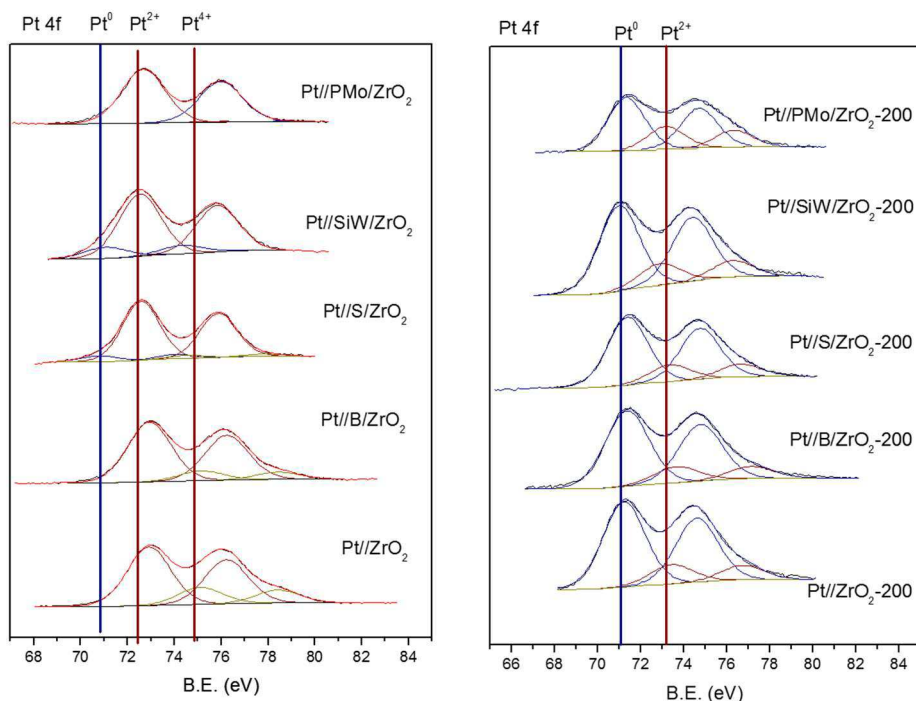 Pt 4f Pt⁰ Pt²⁺ Pt⁴⁺
Pt//PMo/ZrO₂
Pt//SiW/ZrO₂
Pt//S/ZrO₂
Pt//B/ZrO₂
Pt//ZrO₂
68 70 72 74 76 78 80 82 84
B.E. (eV)
Pt 4f Pt⁰ Pt²⁺
Pt//PMo/ZrO₂-200
Pt//SiW/ZrO₂-200
Pt//S/ZrO₂-200
Pt//B/ZrO₂-200
Pt//ZrO₂-200
66 68 70 72 74 76 78 80 82 84
B.E. (eV)